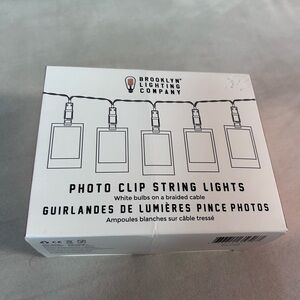 BROOKLYN®
LIGHTING
COMPANY
PHOTO CLIP STRING LIGHTS
White bulbs on a braided cable
GUIRLANDES DE LUMIÈRES PINCE PHOTOS
Ampoules blanches sur câble tressé